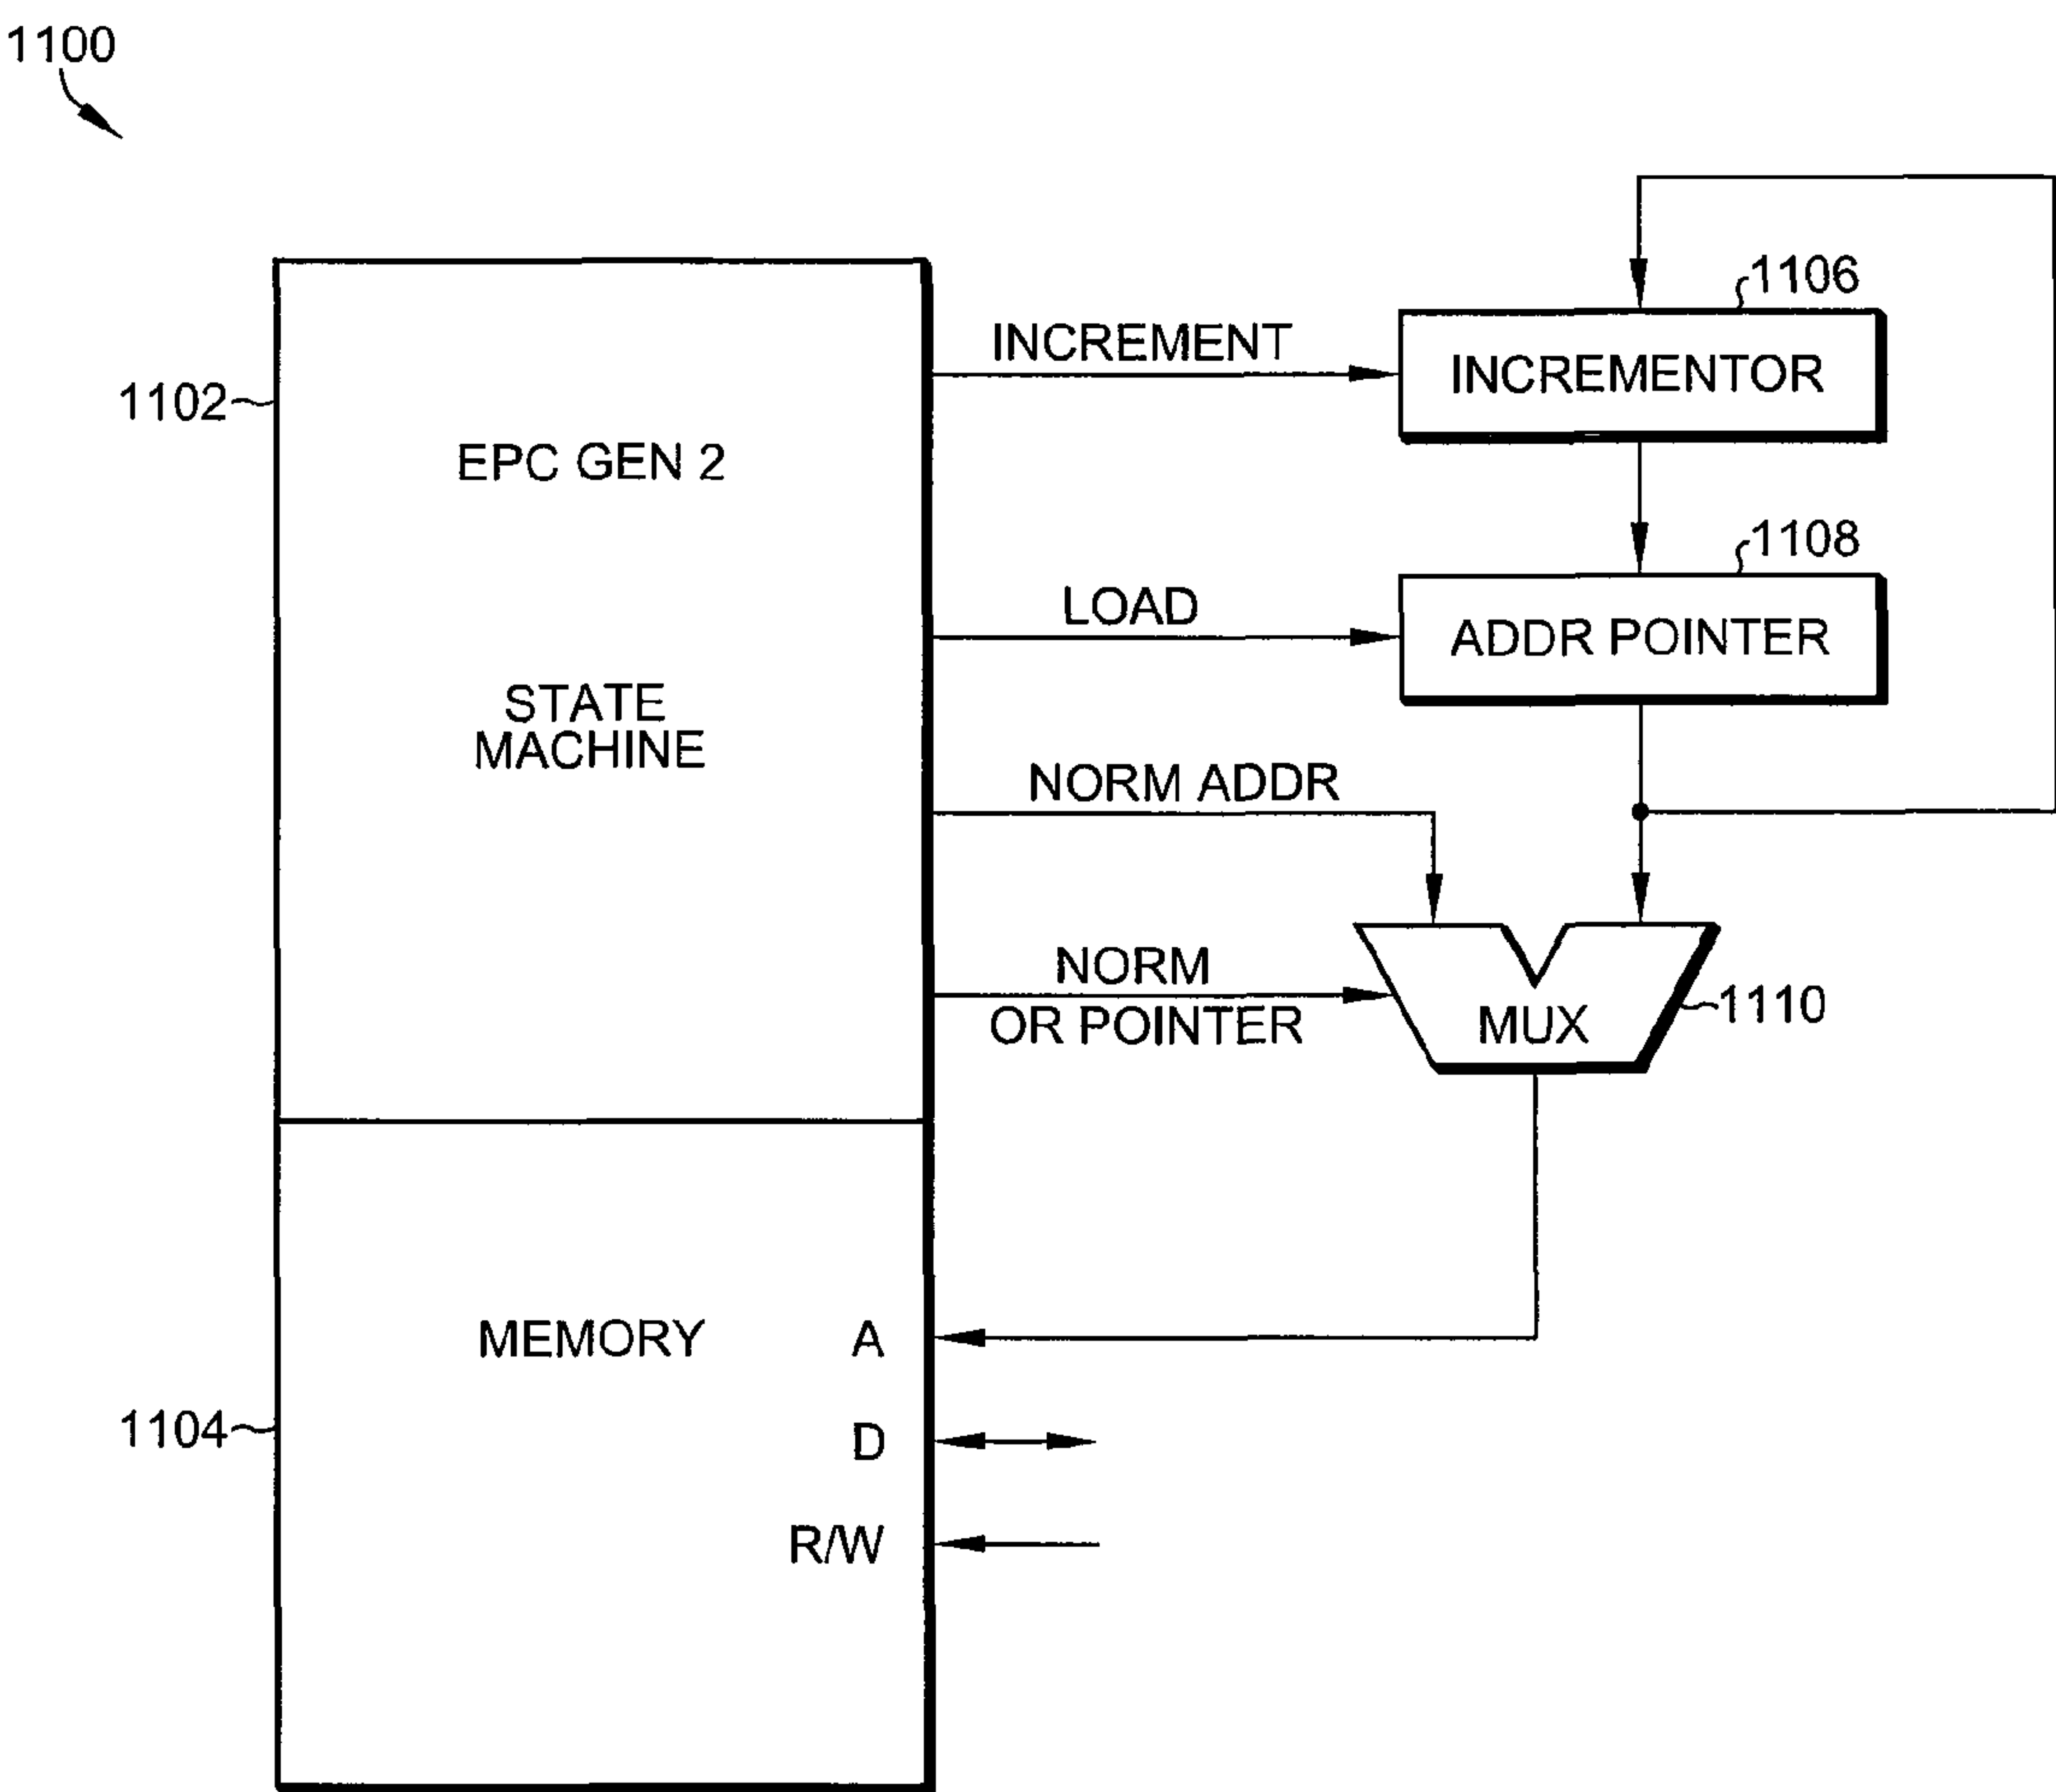 1100
1106
INCREMENT
INCREMENTOR
1102
EPC GEN 2
1108
LOAD
ADDR POINTER
STATE
MACHINE
NORM ADDR
NORM
OR POINTER
MUX
1110
MEMORY
A
1104
D
R/W